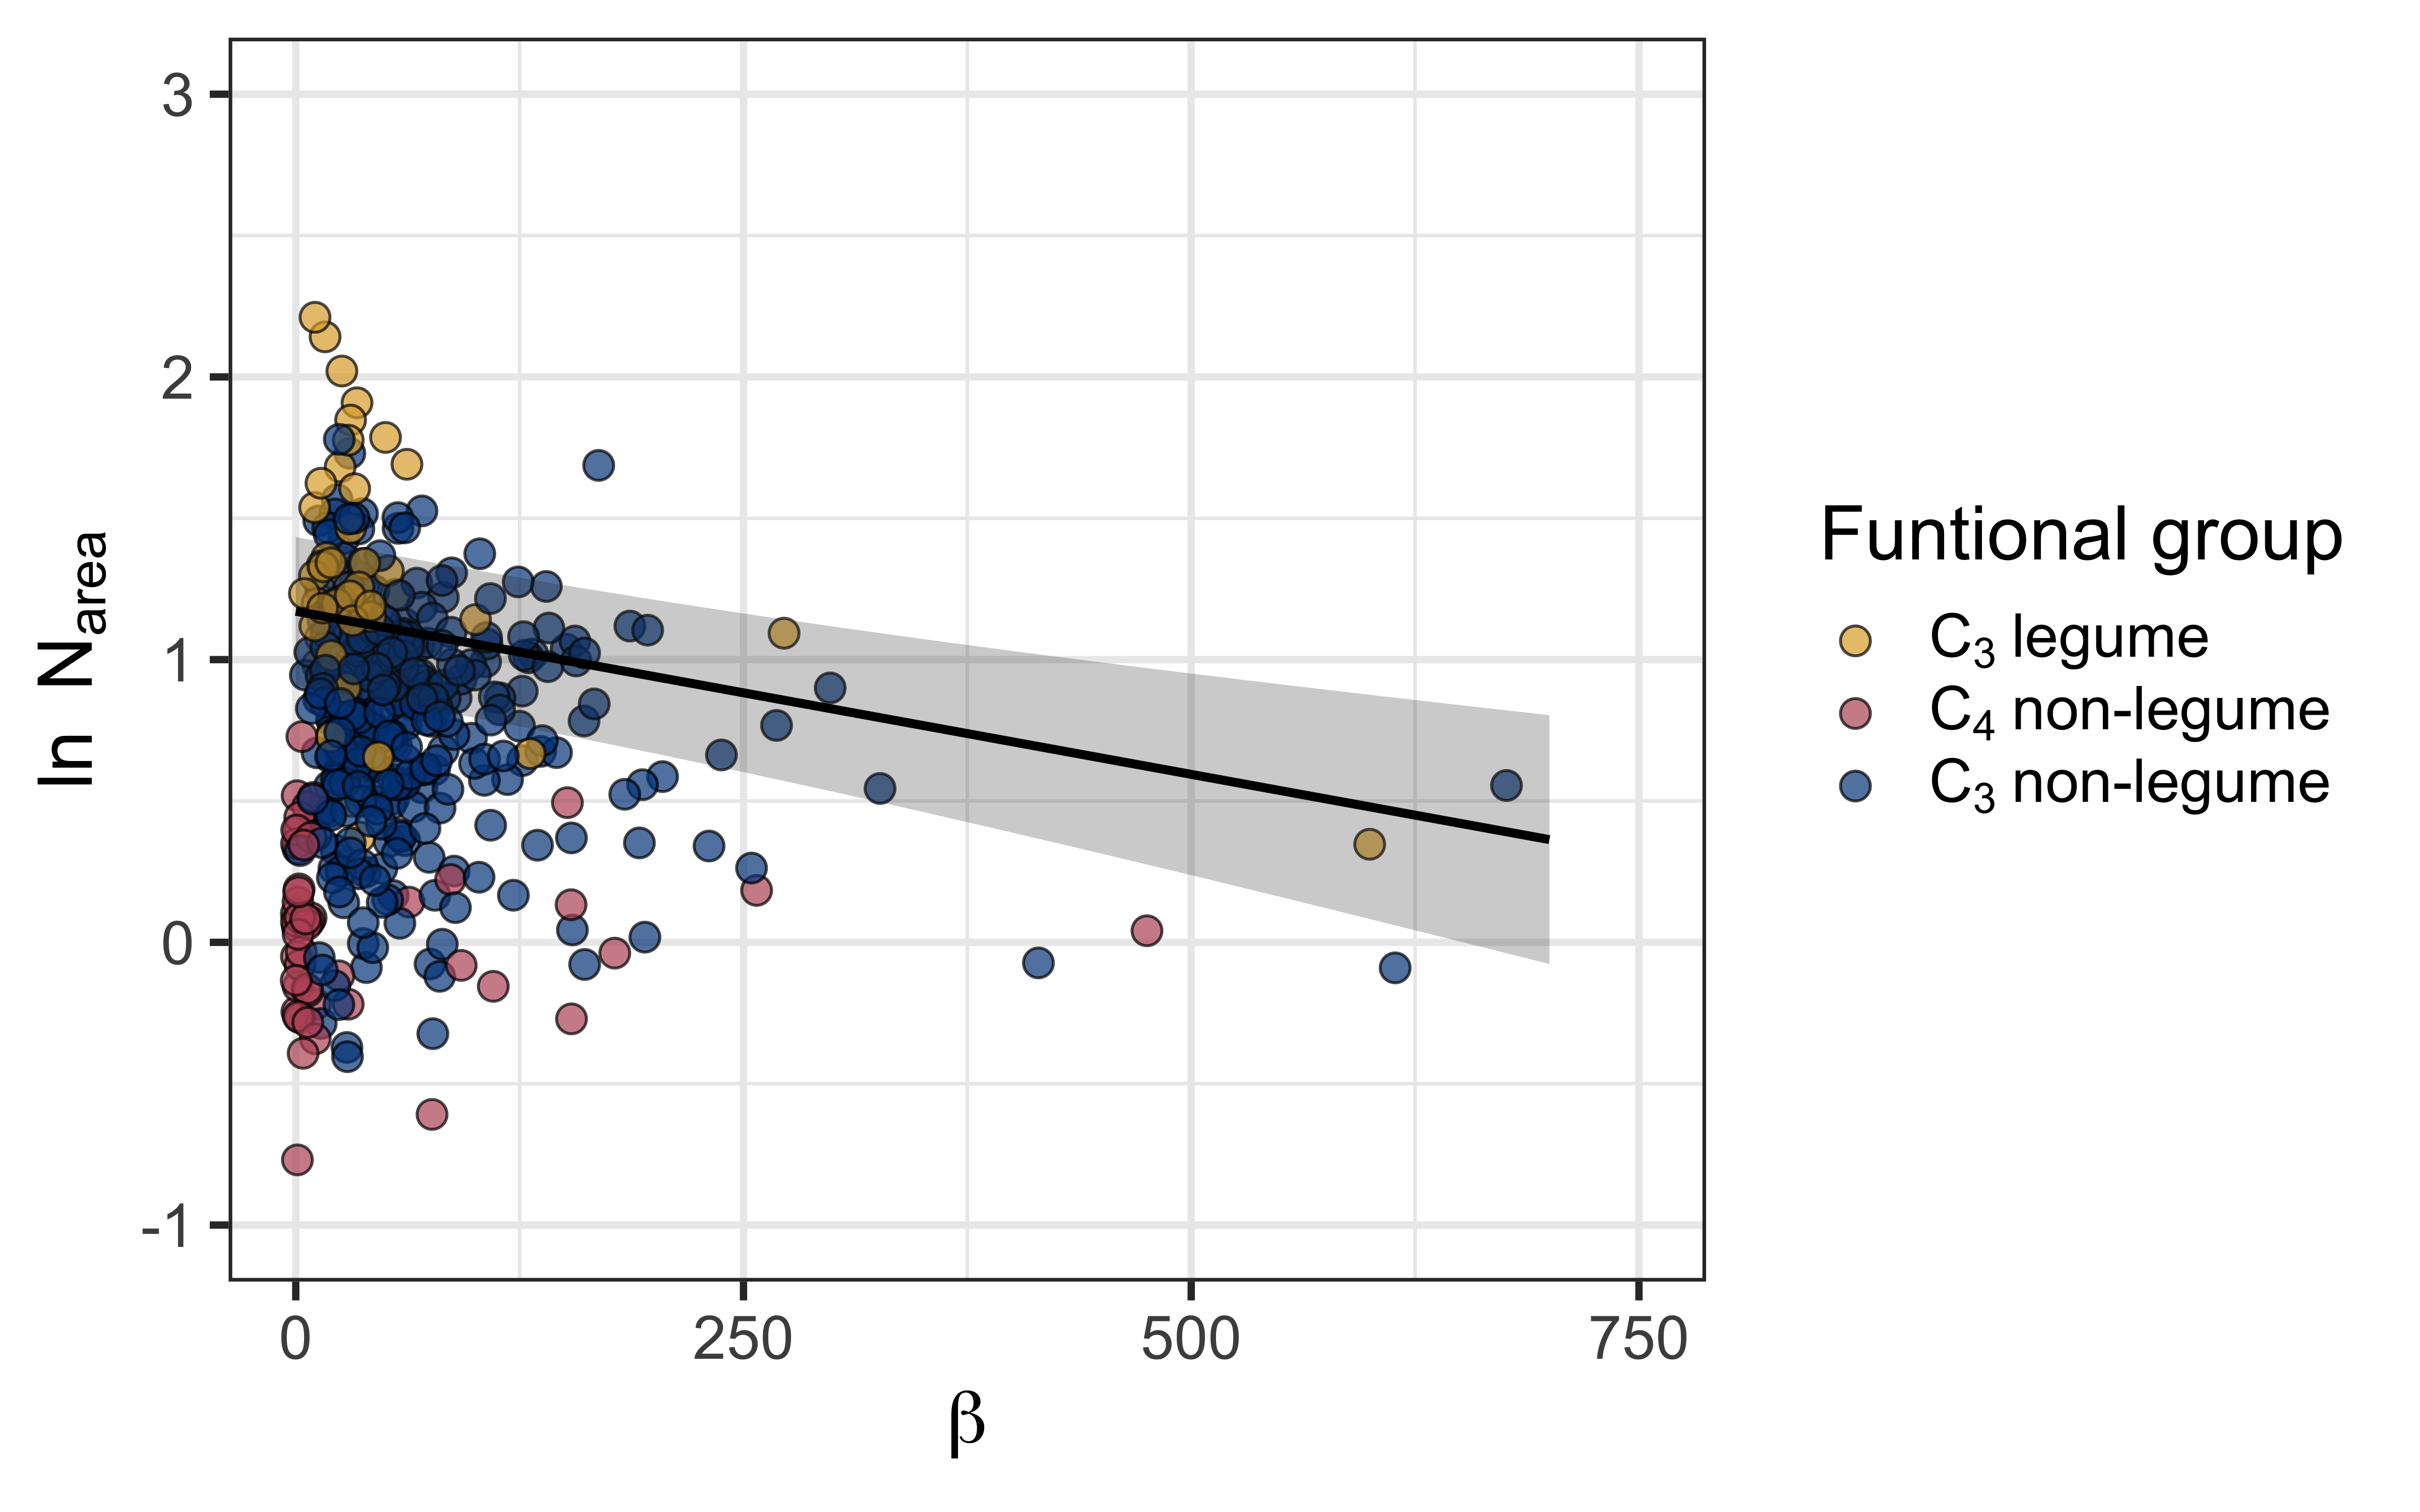 3
2
1
0
-1
ln N area
0 250 500 750
β
Funtional group
C₃ legume
C₄ non-legume
C₃ non-legume